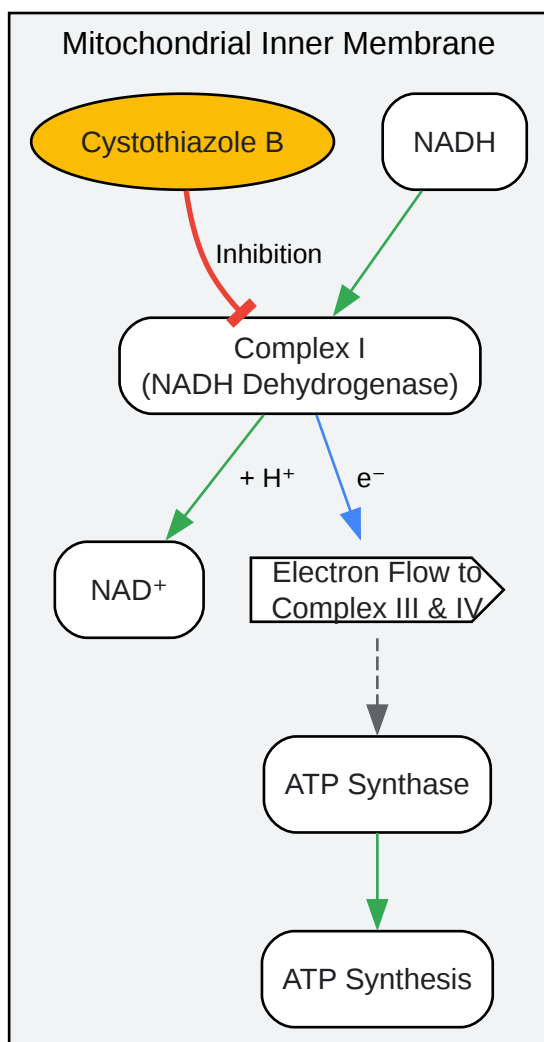 Mitochondrial Inner Membrane
Cystothiazole B
NADH
Inhibition
Complex I
(NADH Dehydrogenase)
+ H⁺
e⁻
NAD⁺
Electron Flow to
Complex III & IV
ATP Synthase
ATP Synthesis